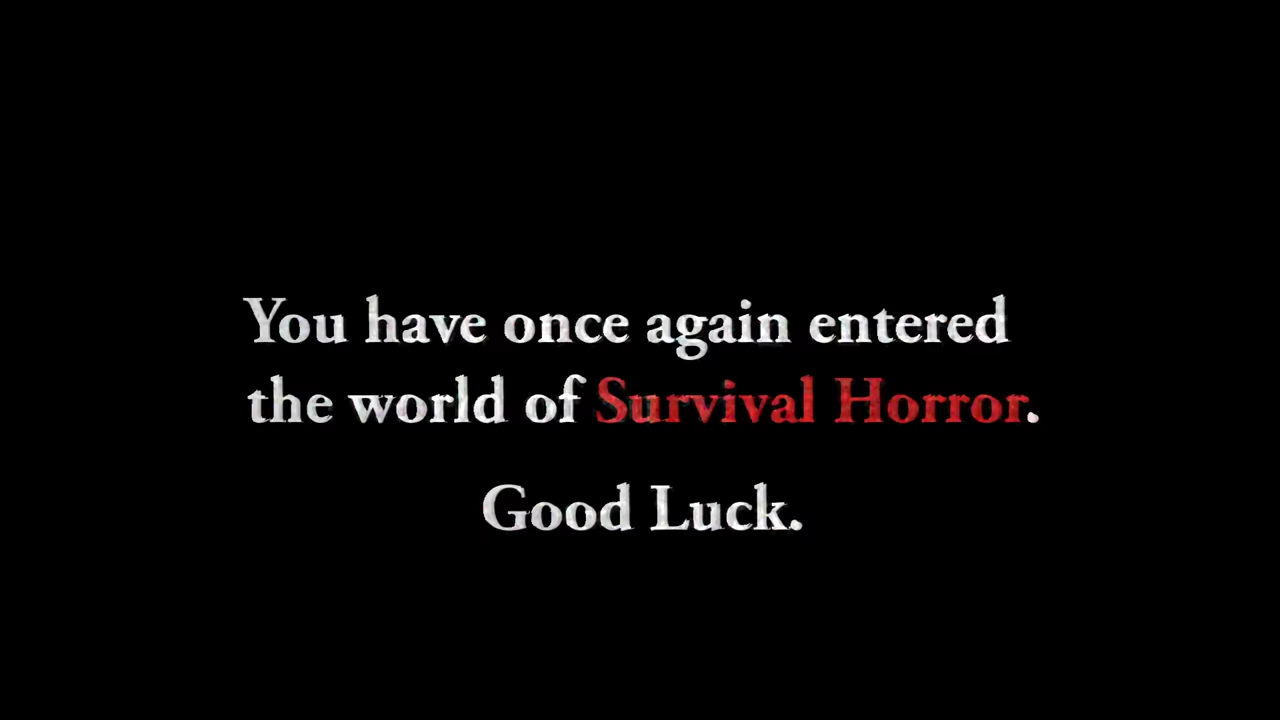 You have once again entered
the world of Survival Horror.
Good Luck.